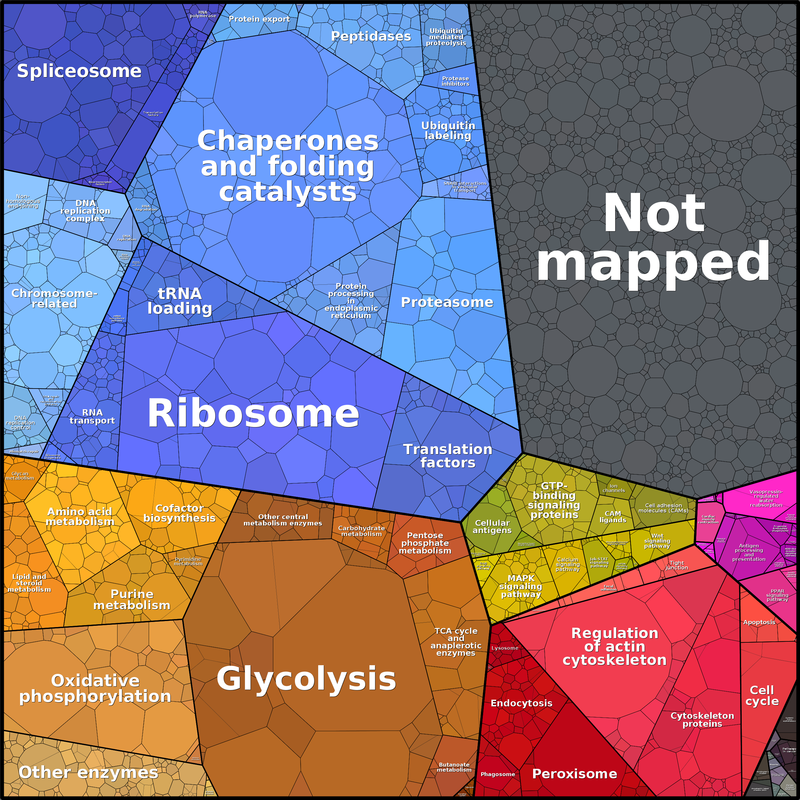 Spliceosome
Protein export
Peptidases
Ubiquitin
mediated
proteolysis
Protease
inhibitors
Ubiquitin
labeling
Chaperones
and folding
catalysts
Not
mapped
DNA
replication
complex
Chromosome-
related
tRNA
loading
Protein
processing
in
endoplasmic
reticulum
Proteasome
RNA
transport
Ribosome
Translation
factors
Amino acid
metabolism
Cofactor
biosynthesis
Other central
metabolism enzymes
Carbohydrate
metabolism
Pentose
phosphate
metabolism
Lipid and
steroid
metabolism
Purine
metabolism
Oxidative
phosphorylation
Other enzymes
Glycolysis
TCA cycle
and
anaplerotic
enzymes
Butanoate
metabolism
Cellular
antigens
GTP-
binding
signaling
proteins
CAM
ligands
Cell adhesion
molecules (CAMs)
Wnt
signaling
pathway
MAPK
signaling
pathway
Calcium
signaling
pathway
Tight
junction
Vasopressin-
regulated
water
reabsorption
Antigen
processing
and
presentation
PPAR
signaling
pathway
Lysosome
Endocytosis
Phagosome
Peroxisome
Regulation
of actin
cytoskeleton
Cytoskeleton
proteins
Apoptosis
Cell
cycle